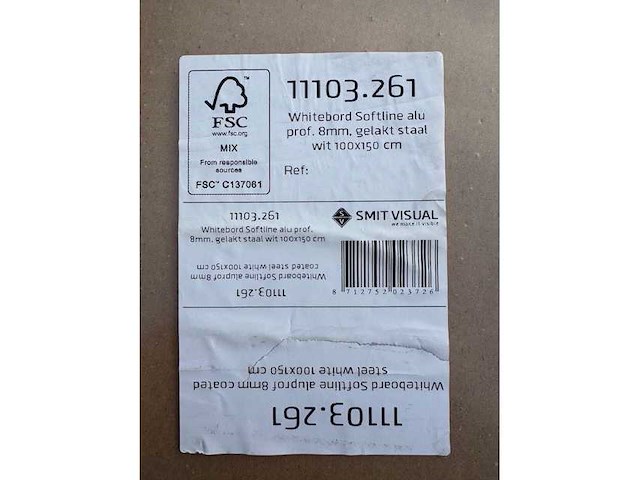 FSC
www.fsc.org
MIX
From responsible
sources
FSC™ C137061
11103.261
Whitebord Softline alu
prof. 8mm, gelakt staal
wit 100x150 cm
Ref:
11103.261
Whitebord Softline alu prof.
8mm, gelakt staal wit 100x150 cm
SMIT VISUAL
we make it visible
8 712752 023726
11103.261
Whiteboard Softline aluprof 8mm
coated steel white 100x150 cm
11103.261
Whiteboard Softline aluprof 8mm coated
steel white 100x150 cm